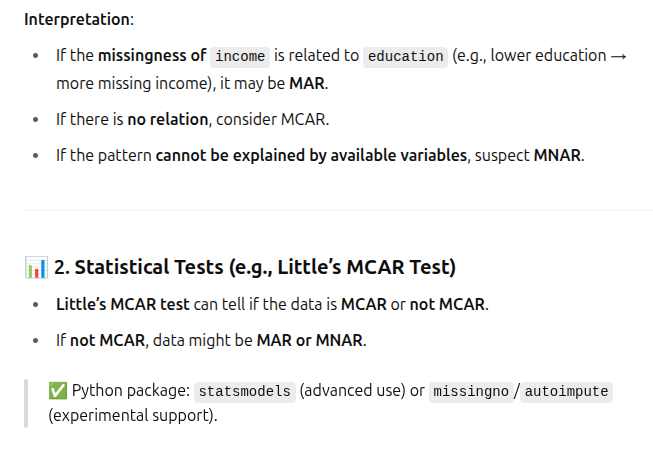 Interpretation:
• If the missingness of income is related to education (e.g., lower education →
more missing income), it may be MAR.
• If there is no relation, consider MCAR.
• If the pattern cannot be explained by available variables, suspect MNAR.
📊 2. Statistical Tests (e.g., Little’s MCAR Test)
• Little’s MCAR test can tell if the data is MCAR or not MCAR.
• If not MCAR, data might be MAR or MNAR.
✅ Python package: statsmodels (advanced use) or missingno/autoimpute
(experimental support).